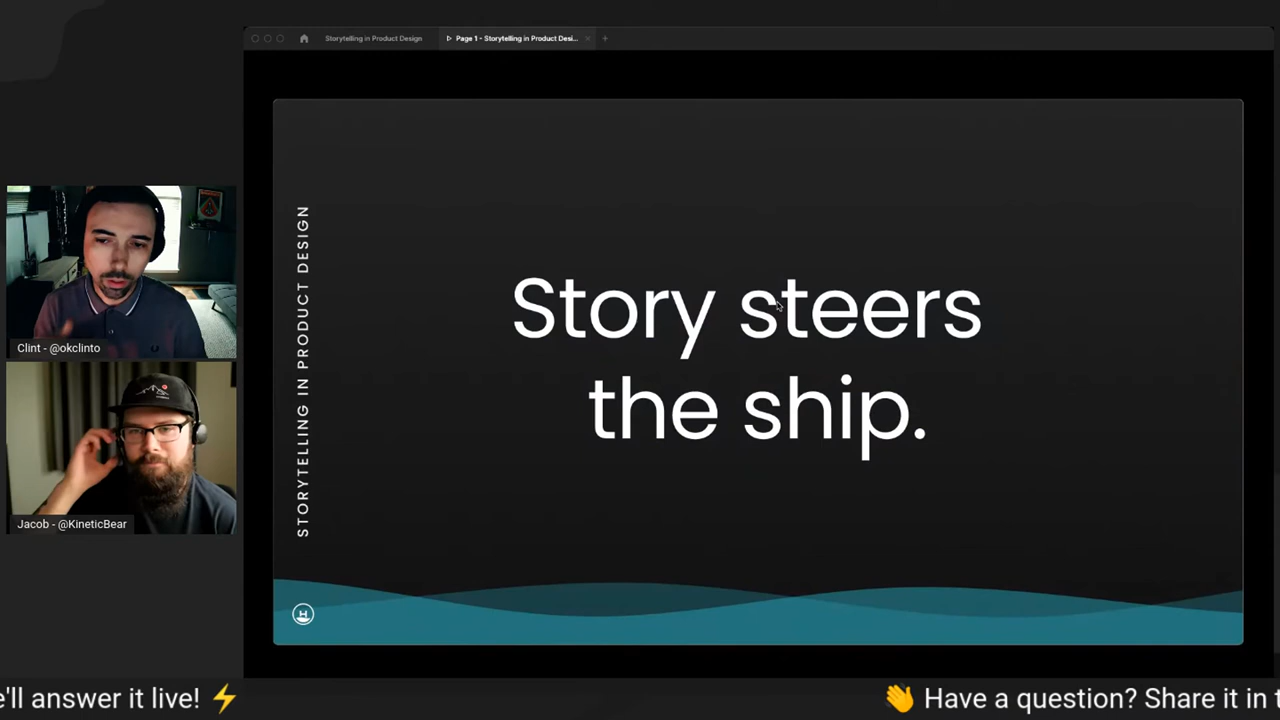 Storytelling in Product Design
Page 1 - Storytelling in Product Desi...
STORYTELLING IN PRODUCT DESIGN
Story steers
the ship.
Clint - @okclinto
Jacob - @KineticBear
H
e'll answer it live! ⚡
👋 Have a question? Share it in t